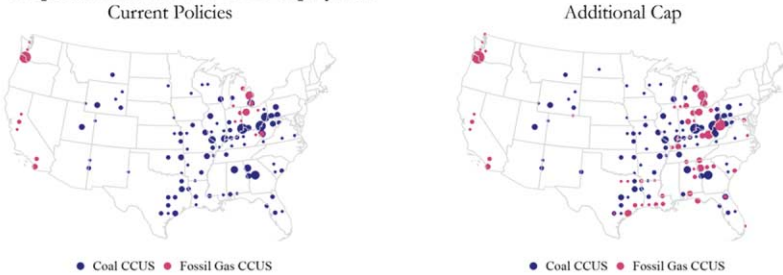 Current Policies
Additional Cap
Coal CCUS
Fossil Gas CCUS
Coal CCUS
Fossil Gas CCUS